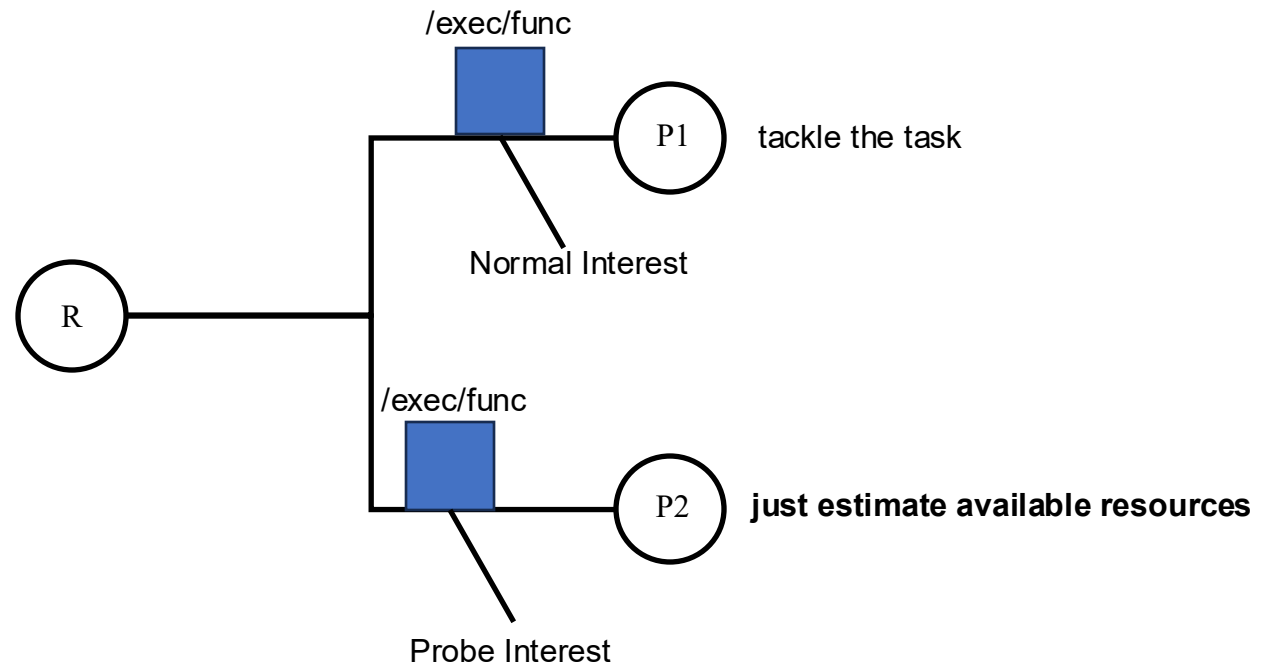 /exec/func
P1
tackle the task
Normal Interest
R
/exec/func
P2
just estimate available resources
Probe Interest